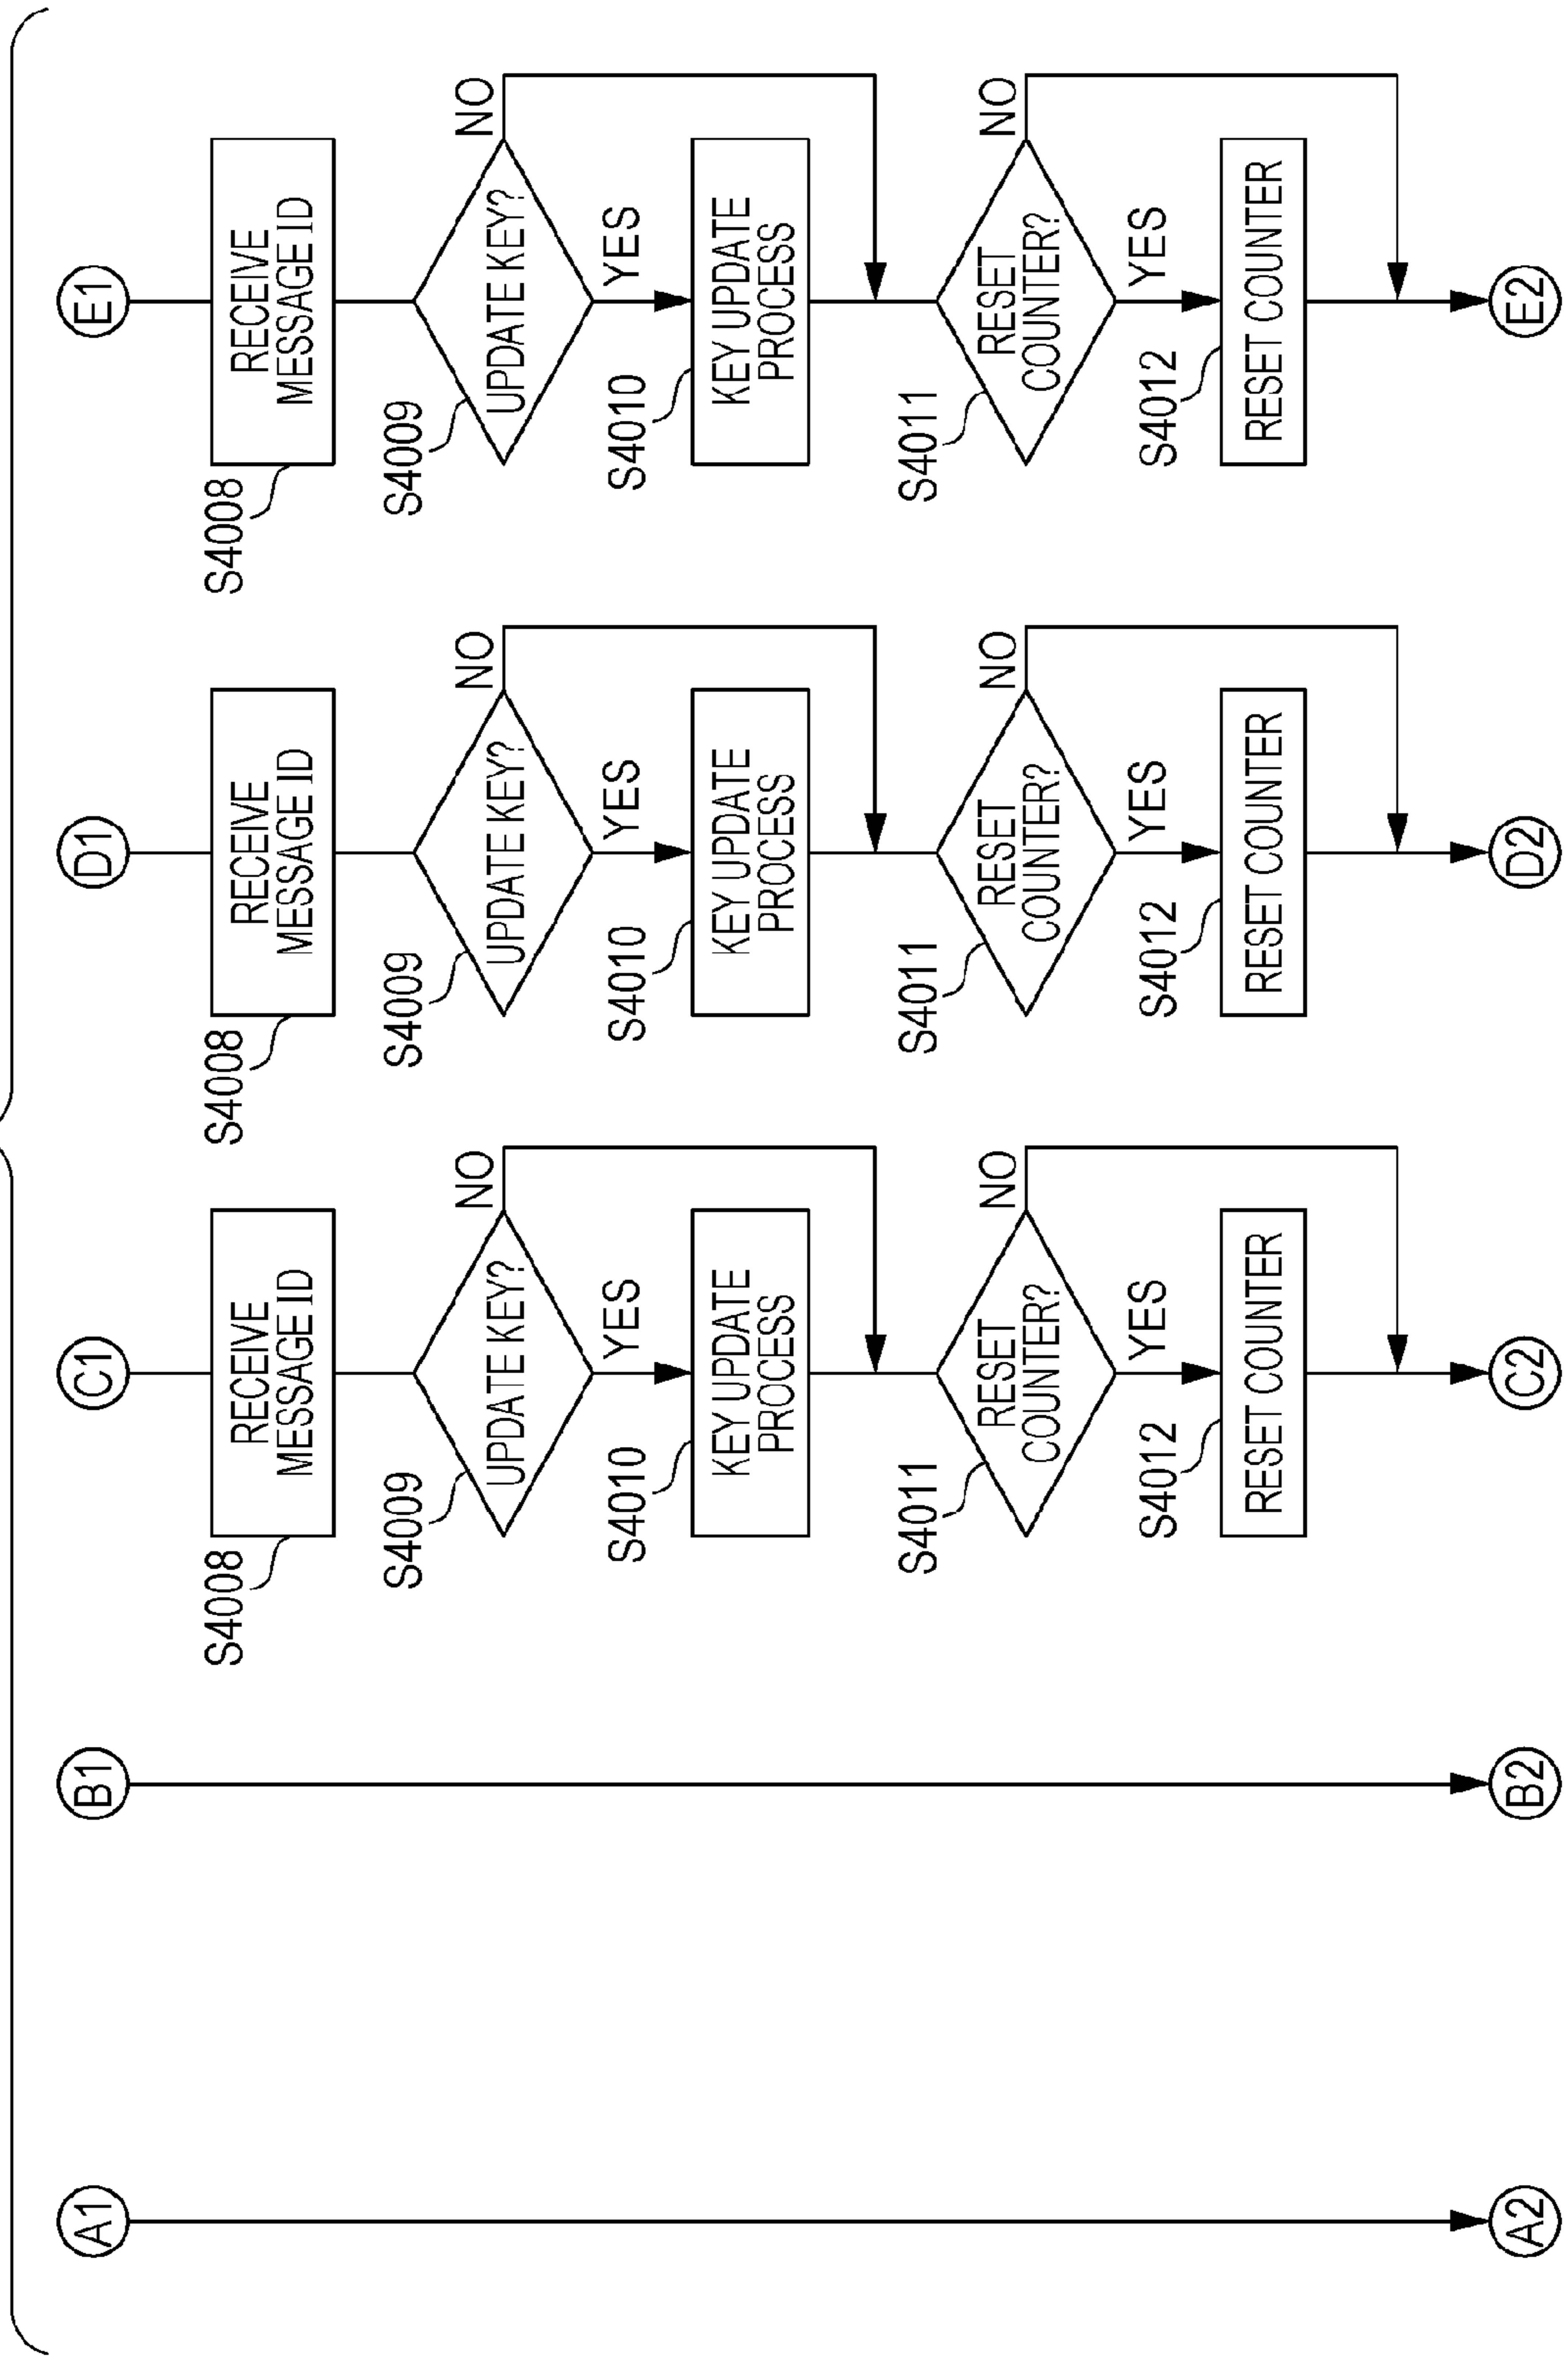 A1
B1
C1
D1
E1
S4008
RECEIVE
MESSAGE ID
S4008
RECEIVE
MESSAGE ID
S4008
RECEIVE
MESSAGE ID
S4009
UPDATE KEY?
NO
YES
S4009
UPDATE KEY?
NO
YES
S4009
UPDATE KEY?
NO
YES
S4010
KEY UPDATE
PROCESS
S4010
KEY UPDATE
PROCESS
S4010
KEY UPDATE
PROCESS
S4011
RESET
COUNTER?
NO
YES
S4011
RESET
COUNTER?
NO
YES
S4011
RESET
COUNTER?
NO
YES
S4012
RESET COUNTER
S4012
RESET COUNTER
S4012
RESET COUNTER
A2
B2
C2
D2
E2